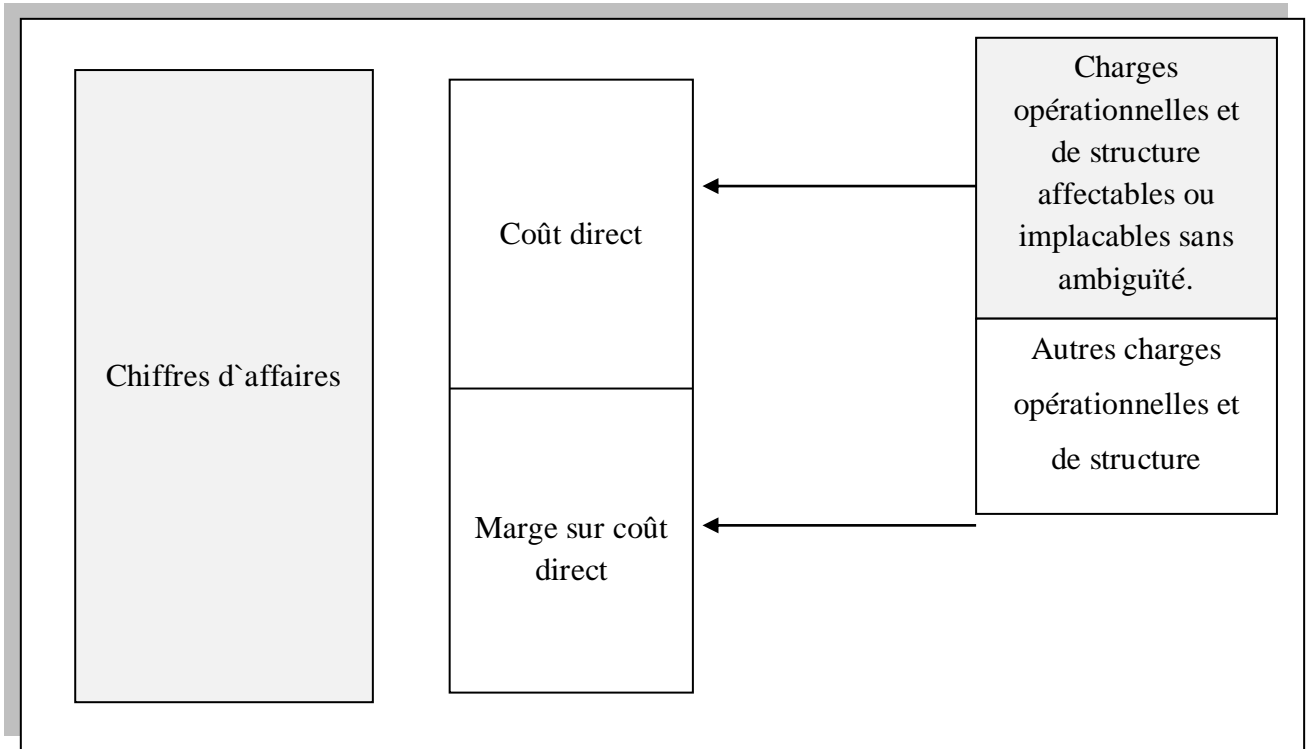 Chiffres d`affaires
Coût direct
Marge sur coût
direct
Charges
opérationnelles et
de structure
affectables ou
implacables sans
ambiguïté.
Autres charges
opérationnelles et
de structure